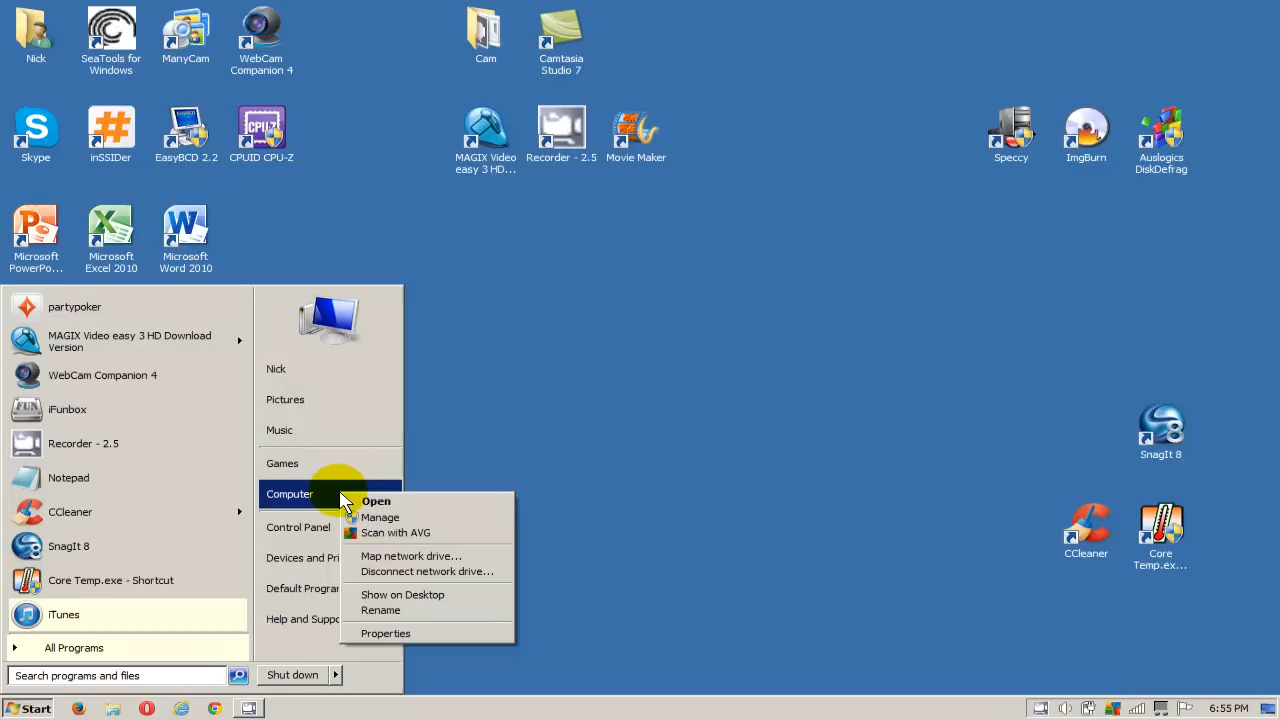 Nick
SeaTools for
Windows
ManyCam
WebCam
Companion 4
Cam
Camtasia
Studio 7
Skype
inSSIDer
EasyBCD 2.2
CPUID CPU-Z
MAGIX Video
easy 3 HD...
Recorder - 2.5
Movie Maker
Speccy
ImgBurn
Auslogics
DiskDefrag
Microsoft
PowerPo...
Microsoft
Excel 2010
Microsoft
Word 2010
partypoker
MAGIX Video easy 3 HD Download
Version
WebCam Companion 4
iFunbox
Recorder - 2.5
Notepad
CCleaner
SnagIt 8
Core Temp.exe - Shortcut
iTunes
All Programs
Search programs and files
Nick
Pictures
Music
Games
Computer
Control Panel
Devices and Pri
Default Program
Help and Suppo
Shut down
Open
Manage
Scan with AVG
Map network drive...
Disconnect network drive...
Show on Desktop
Rename
Properties
SnagIt 8
CCleaner
Core
Temp.ex...
Start
6:55 PM